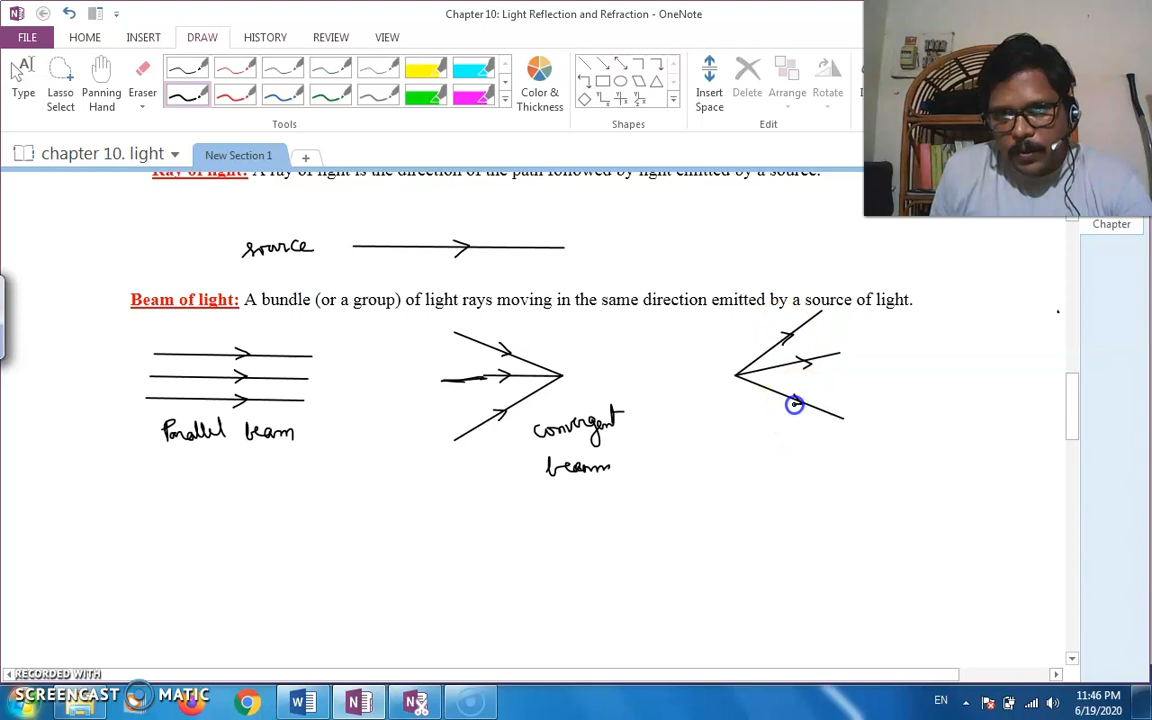 Chapter 10: Light Reflection and Refraction - OneNote
FILE HOME INSERT DRAW HISTORY REVIEW VIEW
Type Lasso Select Panning Hand Eraser Color & Thickness Insert Space Delete Arrange Rotate
Tools Shapes Edit
chapter 10. light New Section 1
Chapter
Ray of light: A ray of light is the direction of the path followed by light emitted by a source.
source
Beam of light: A bundle (or a group) of light rays moving in the same direction emitted by a source of light.
Parallel beam
convergent
beam
RECORDED WITH
SCREENCAST MATIC
EN 11:46 PM
6/19/2020